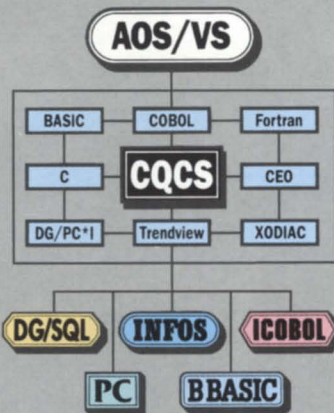 AOS/VS
BASIC COBOL Fortran
C CQCS CEO
DG/PC*I Trendview XODIAC
DG/SQL INFOS ICOBOL
PC BBASIC